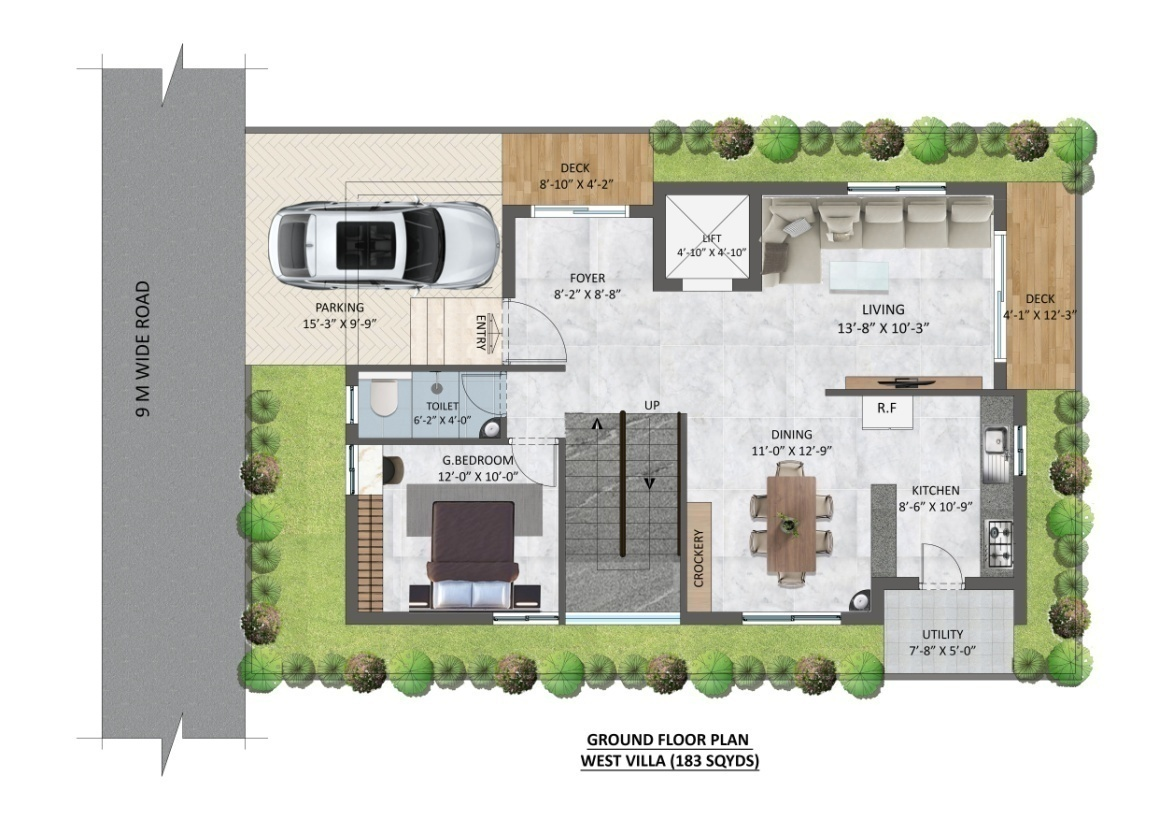 DECK
8'-10" X 4'-2"
LIFT
4'-10" X 4'-10"
FOYER
8'-2" X 8'-8"
PARKING
15'-3" X 9'-9"
ENTRY
LIVING
13'-8" X 10'-3"
DECK
4'-1" X 12'-3"
9 M WIDE ROAD
TOILET
6'-2" X 4'-0"
UP
R.F
G.BEDROOM
12'-0" X 10'-0"
DINING
11'-0" X 12'-9"
KITCHEN
8'-6" X 10'-9"
CROCKERY
UTILITY
7'-8" X 5'-0"
GROUND FLOOR PLAN
WEST VILLA (183 SQYDS)